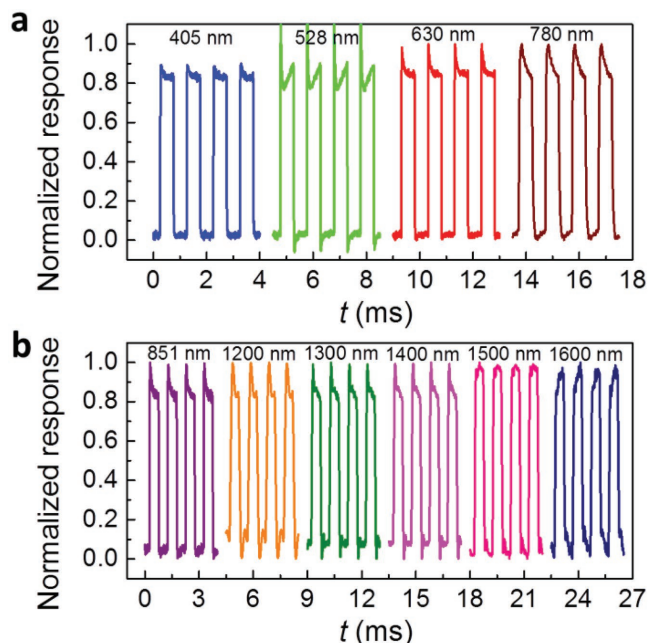 a
405 nm 528 nm 630 nm 780 nm
1.0
0.8
0.6
0.4
0.2
0.0
Normalized response
0 2 4 6 8 10 12 14 16 18
t (ms)
b
851 nm 1200 nm 1300 nm 1400 nm 1500 nm 1600 nm
1.0
0.8
0.6
0.4
0.2
0.0
Normalized response
0 3 6 9 12 15 18 21 24 27
t (ms)